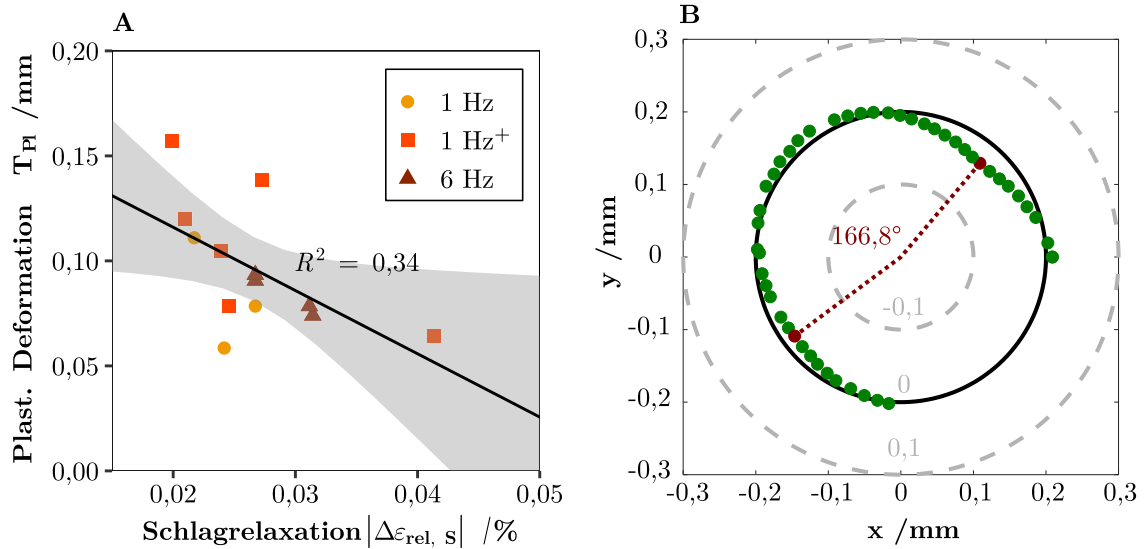 A
Plast. Deformation T_Pl /mm
0,20
0,15
0,10
0,05
0,00
0,02
0,03
0,04
0,05
Schlagrelaxation |Δε_rel, S| /%
1 Hz
1 Hz⁺
6 Hz
R² = 0,34
B
y /mm
0,3
0,2
0,1
0
-0,1
-0,2
-0,3
-0,3
-0,2
-0,1
0
0,1
0,2
0,3
x /mm
166,8°
-0,1
0
0,1